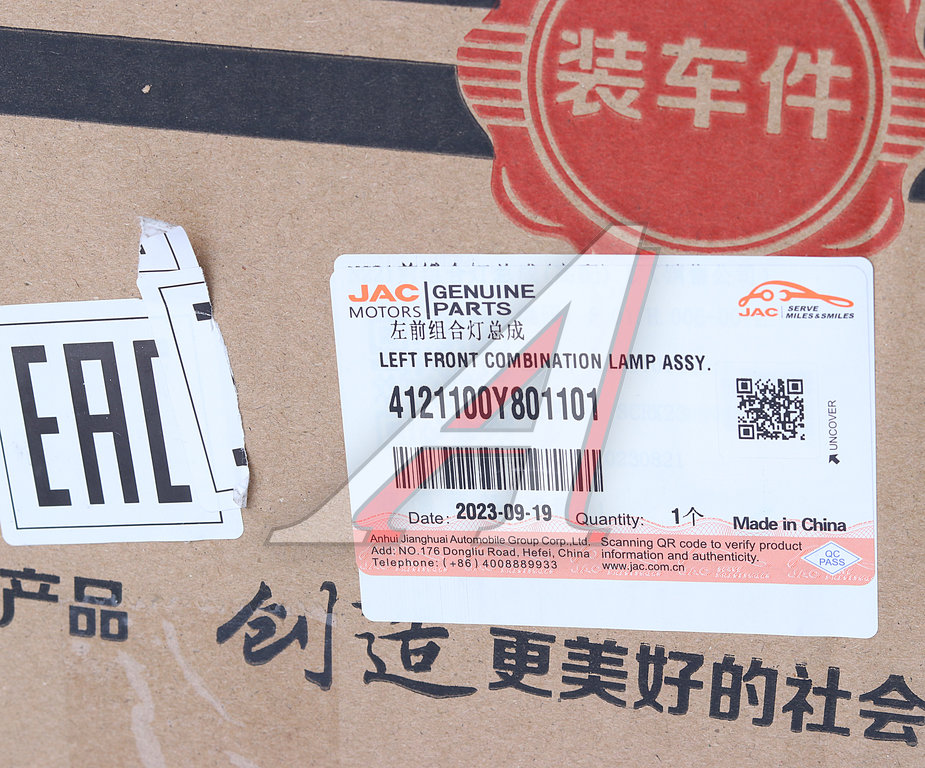 装车件
JAC MOTORS
GENUINE PARTS
JAC
SERVE
MILES & SMILES
左前组合灯总成
LEFT FRONT COMBINATION LAMP ASSY.
4121100Y801101
UNCOVER
Date: 2023-09-19 Quantity: 1个 Made in China
Anhui Jianghuai Automobile Group Corp.,Ltd.
Add: NO.176 Dongliu Road, Hefei, China
Telephone: (+86) 4008889933
Scanning QR code to verify product
information and authenticity.
www.jac.com.cn
QC
PASS
EAC
产品
创造更美好的社会